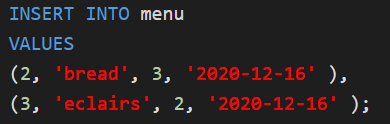 INSERT INTO menu
VALUES
(2, 'bread', 3, '2020-12-16' ),
(3, 'eclairs', 2, '2020-12-16' );